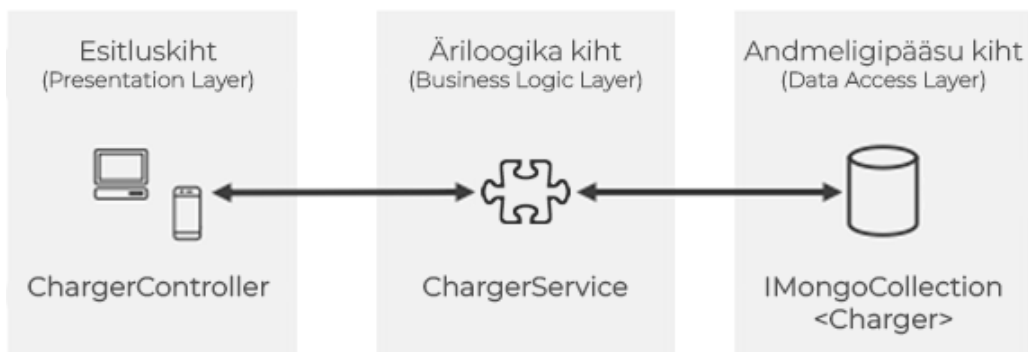 Esitluskiht
(Presentation Layer)
ChargerController
Äriloogika kiht
(Business Logic Layer)
ChargerService
Andmeligipääsu kiht
(Data Access Layer)
IMongoCollection
<Charger>